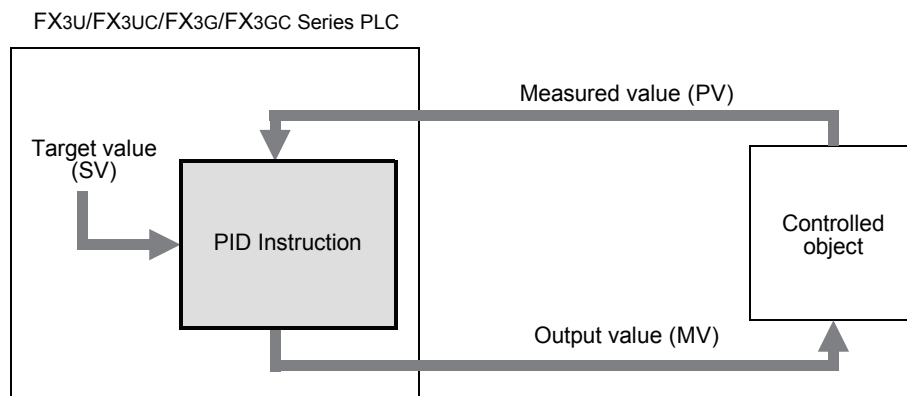 FX3U/FX3UC/FX3G/FX3GC Series PLC
Measured value (PV)
Target value
(SV)
PID Instruction
Controlled
object
Output value (MV)